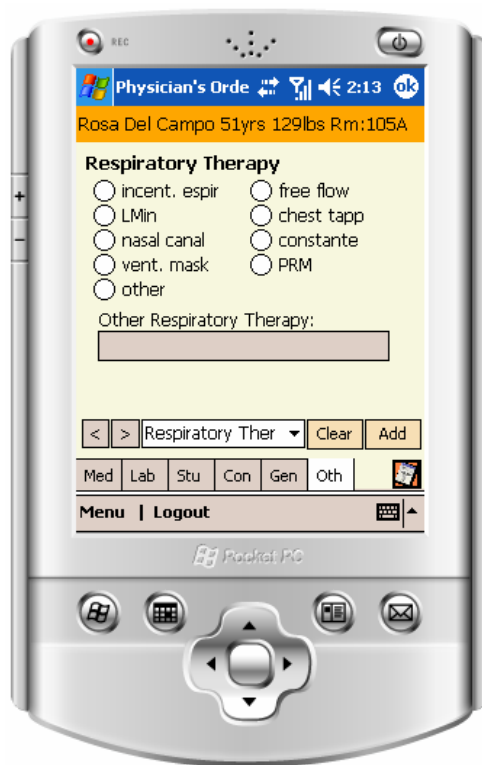 REC
Physician's Orde 2:13 ok
Rosa Del Campo 51yrs 129lbs Rm:105A
Respiratory Therapy
incent. espir free flow
LMin chest tapp
nasal canal constante
vent. mask PRM
other
Other Respiratory Therapy:
< > Respiratory Ther Clear Add
Med Lab Stu Con Gen Oth
Menu | Logout
Pocket PC